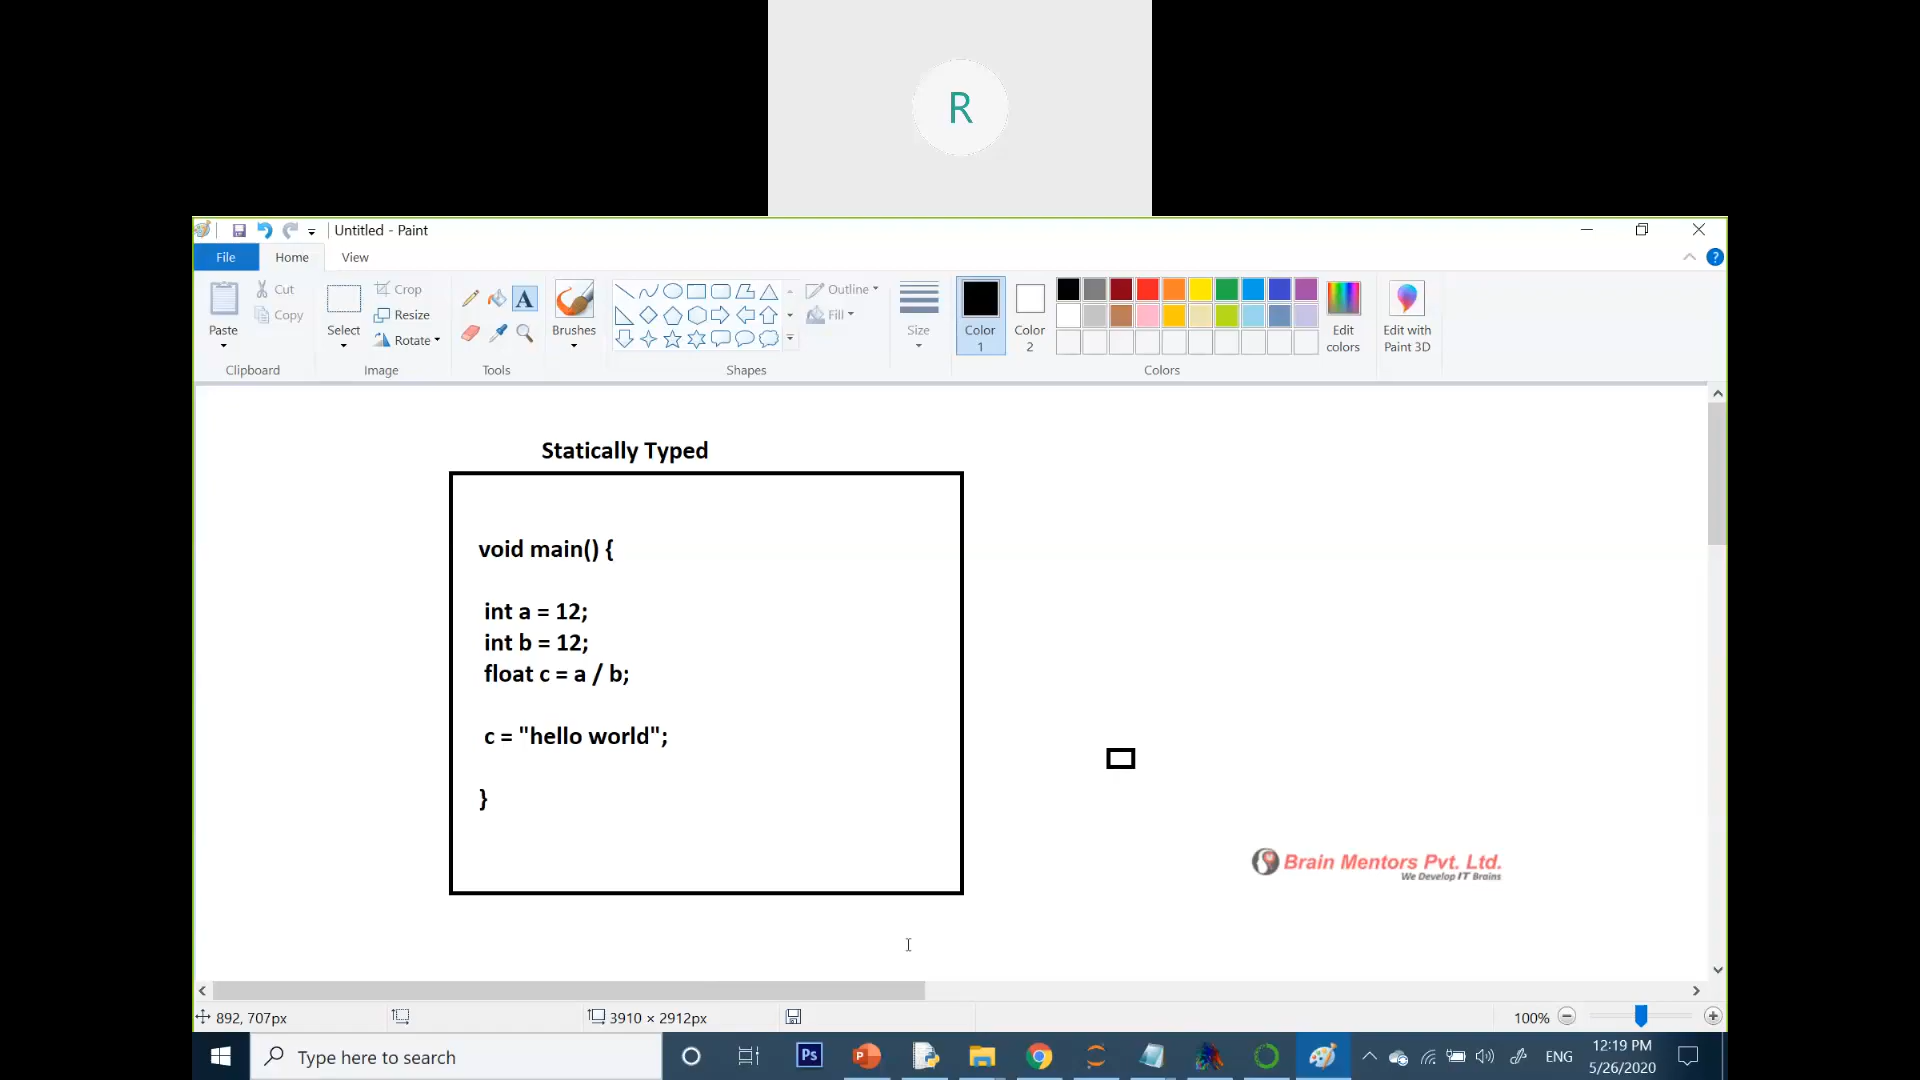 R
Untitled - Paint
File
Home
View
Paste
Cut
Copy
Clipboard
Select
Crop
Resize
Rotate
Image
A
Tools
Brushes
Outline
Fill
Shapes
Size
Color
1
Color
2
Edit
colors
Colors
Edit with
Paint 3D
?
Statically Typed
void main() {
int a = 12;
int b = 12;
float c = a / b;
c = "hello world";
}
Brain Mentors Pvt. Ltd.
We Develop IT Brains
892, 707px
3910 × 2912px
100%
Type here to search
Ps
P
ENG
12:19 PM
5/26/2020